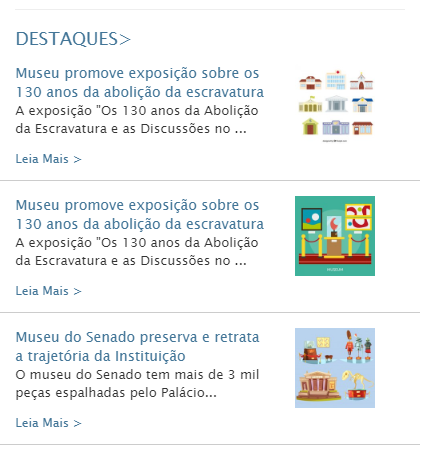 DESTAQUES>
Museu promove exposição sobre os
130 anos da abolição da escravatura
A exposição "Os 130 anos da Abolição
da Escravatura e as Discussões no ...
Leia Mais >
Museu promove exposição sobre os
130 anos da abolição da escravatura
A exposição "Os 130 anos da Abolição
da Escravatura e as Discussões no ...
MUSEUM
Leia Mais >
Museu do Senado preserva e retrata
a trajetória da Instituição
O museu do Senado tem mais de 3 mil
peças espalhadas pelo Palácio...
Leia Mais >